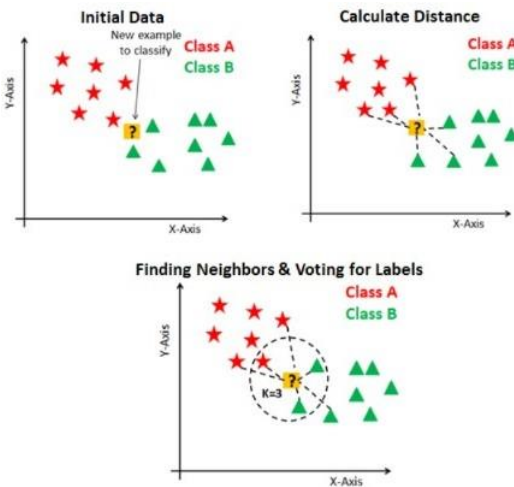 Initial Data
New example
to classify
Class A
Class B
?
Y-Axis
X-Axis
Calculate Distance
Class A
Class B
?
Y-Axis
X-Axis
Finding Neighbors & Voting for Labels
Class A
Class B
?
K=3
Y-Axis
X-Axis